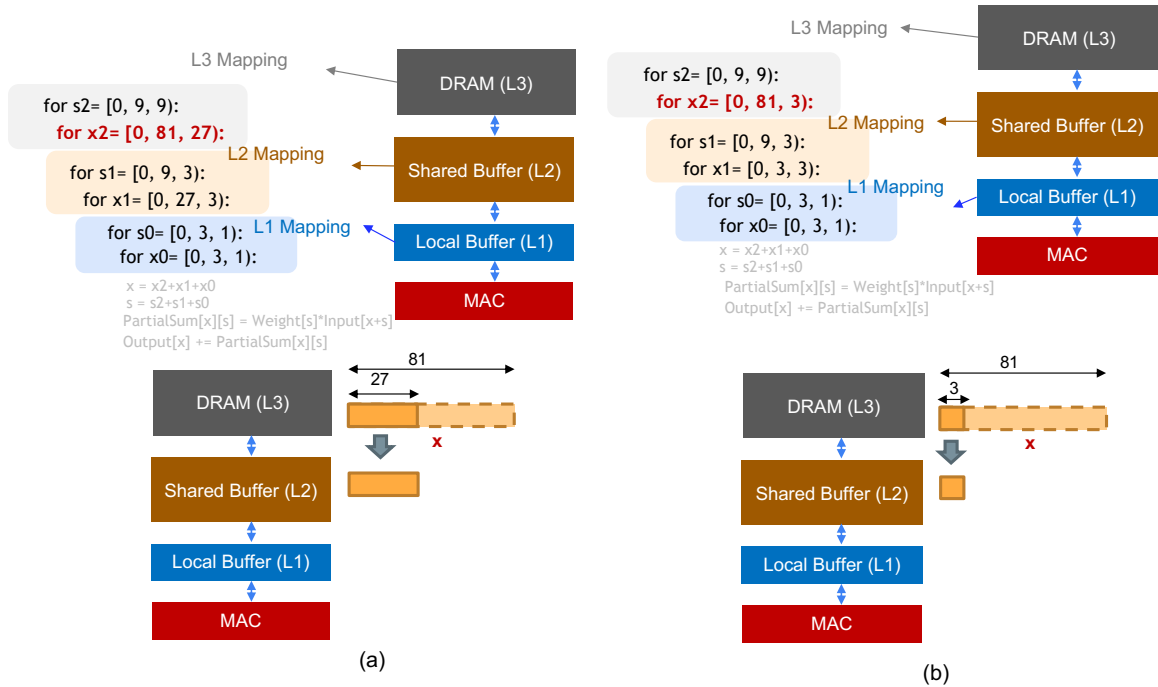 L3 Mapping
DRAM (L3)
for s2= [0, 9, 9):
for x2= [0, 81, 27):
L2 Mapping
Shared Buffer (L2)
for s1= [0, 9, 3):
for x1= [0, 27, 3):
L1 Mapping
Local Buffer (L1)
for s0= [0, 3, 1):
for x0= [0, 3, 1):
MAC
x = x2+x1+x0
s = s2+s1+s0
PartialSum[x][s] = Weight[s]*Input[x+s]
Output[x] += PartialSum[x][s]
81
27
DRAM (L3)
x
Shared Buffer (L2)
Local Buffer (L1)
MAC
(a)
L3 Mapping
DRAM (L3)
for s2= [0, 9, 9):
for x2= [0, 81, 3):
L2 Mapping
Shared Buffer (L2)
for s1= [0, 9, 3):
for x1= [0, 3, 3):
L1 Mapping
Local Buffer (L1)
for s0= [0, 3, 1):
for x0= [0, 3, 1):
MAC
x = x2+x1+x0
s = s2+s1+s0
PartialSum[x][s] = Weight[s]*Input[x+s]
Output[x] += PartialSum[x][s]
81
3
DRAM (L3)
x
Shared Buffer (L2)
Local Buffer (L1)
MAC
(b)